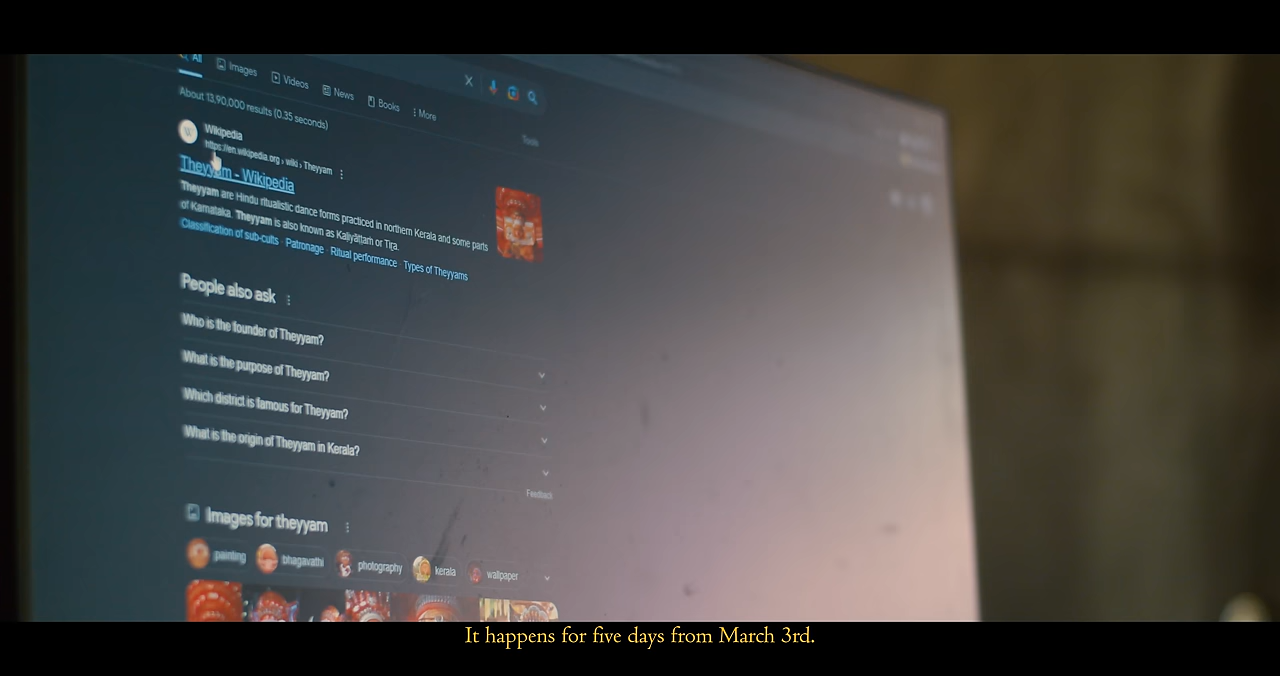 All
Images
Videos
News
Books
More
About 13,90,000 results (0.35 seconds)
Tools
W
Wikipedia
https://en.wikipedia.org › wiki › Theyyam
Theyyam - Wikipedia
Theyyam are Hindu ritualistic dance forms practiced in northern Kerala and some parts
of Karnataka. Theyyam is also known as Kaḷiyāṭṭaṁ or Tiṟa.
Classification of sub-cults · Patronage · Ritual performance · Types of Theyyams
People also ask
Who is the founder of Theyyam?
What is the purpose of Theyyam?
Which district is famous for Theyyam?
What is the origin of Theyyam in Kerala?
Feedback
Images for theyyam
painting
bhagavathi
photography
kerala
wallpaper
It happens for five days from March 3rd.